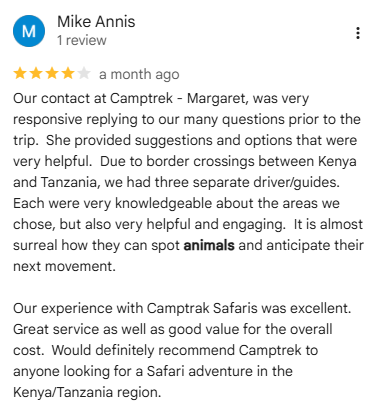 M
Mike Annis
1 review
a month ago
Our contact at Camptrek - Margaret, was very
responsive replying to our many questions prior to the
trip.  She provided suggestions and options that were
very helpful.  Due to border crossings between Kenya
and Tanzania, we had three separate driver/guides.
Each were very knowledgeable about the areas we
chose, but also very helpful and engaging.  It is almost
surreal how they can spot animals and anticipate their
next movement.

Our experience with Camptrak Safaris was excellent.
Great service as well as good value for the overall
cost.  Would definitely recommend Camptrek to
anyone looking for a Safari adventure in the
Kenya/Tanzania region.